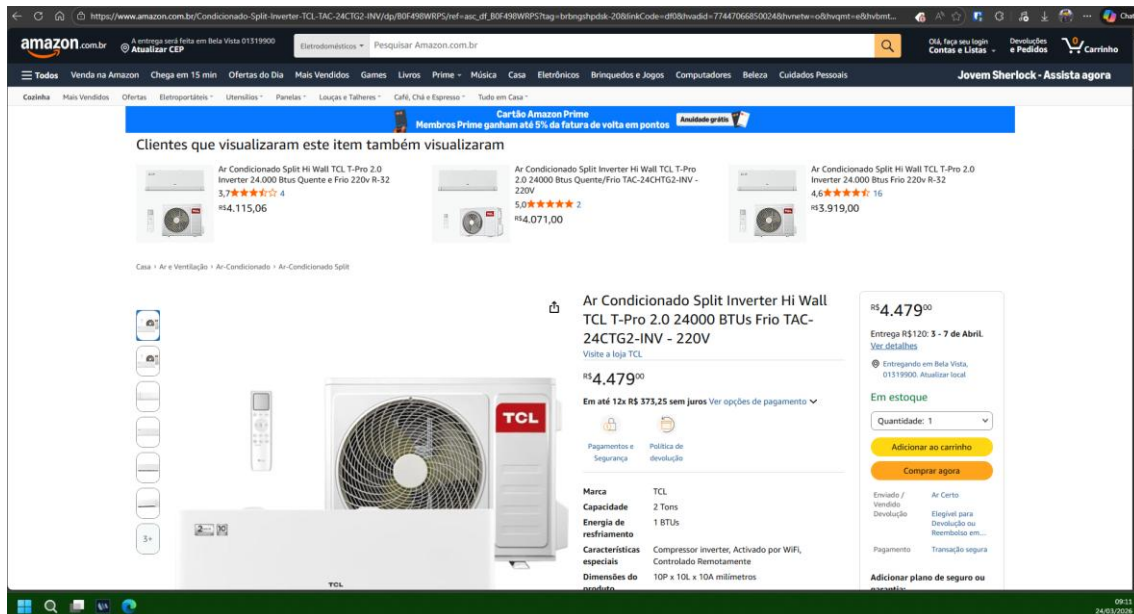 https://www.amazon.com.br/Condicionado-Split-Inverter-TCL-TAC-24CTG2-INV/dp/B0F498WRPS/ref=asc_df_B0F498WRPS?tag=brbngshpdsk-20&linkCode=df0&hvadid=77447066850024&hvnetw=o&hvqmt=e&hvbmt...
amazon.com.br
A entrega será feita em Bela Vista 01319900
Atualizar CEP
Eletrodomésticos
Pesquisar Amazon.com.br
Olá, faça seu login
Contas e Listas
Devoluções
e Pedidos
0
Carrinho
Todos Venda na Amazon Chega em 15 min Ofertas do Dia Mais Vendidos Games Livros Prime Música Casa Eletrônicos Brinquedos e Jogos Computadores Beleza Cuidados Pessoais
Jovem Sherlock - Assista agora
Cozinha Mais Vendidos Ofertas Eletroportáteis Utensílios Panelas Louças e Talheres Café, Chá e Espresso Tudo em Casa
Cartão Amazon Prime
Membros Prime ganham até 5% da fatura de volta em pontos
Anuidade grátis
Clientes que visualizaram este item também visualizaram
Ar Condicionado Split Hi Wall TCL T-Pro 2.0
Inverter 24.000 Btus Quente e Frio 220v R-32
3,7 4
R$4.115,06
Ar Condicionado Split Inverter Hi Wall TCL T-Pro
2.0 24000 Btus Quente/Frio TAC-24CHTG2-INV -
220V
5,0 2
R$4.071,00
Ar Condicionado Split Hi Wall TCL T-Pro 2.0
Inverter 24.000 Btus Frio 220v R-32
4,6 16
R$3.919,00
Casa › Ar e Ventilação › Ar-Condicionado › Ar-Condicionado Split
3+
TCL
TCL
Ar Condicionado Split Inverter Hi Wall
TCL T-Pro 2.0 24000 BTUs Frio TAC-
24CTG2-INV - 220V
Visite a loja TCL
R$4.47900
Em até 12x R$ 373,25 sem juros Ver opções de pagamento
Pagamentos e
Segurança
Política de
devolução
Marca TCL
Capacidade 2 Tons
Energia de
resfriamento
1 BTUs
Características
especiais
Compressor inverter, Activado por WiFi,
Controlado Remotamente
Dimensões do
produto
10P x 10L x 10A milímetros
R$4.47900
Entrega R$120: 3 - 7 de Abril.
Ver detalhes
Entregando em Bela Vista,
01319900. Atualizar local
Em estoque
Quantidade: 1
Adicionar ao carrinho
Comprar agora
Enviado /
Vendido
Ar Certo
Devolução
Elegível para
Devolução ou
Reembolso em...
Pagamento Transação segura
Adicionar plano de seguro ou
garantia:
09:11
24/03/2026